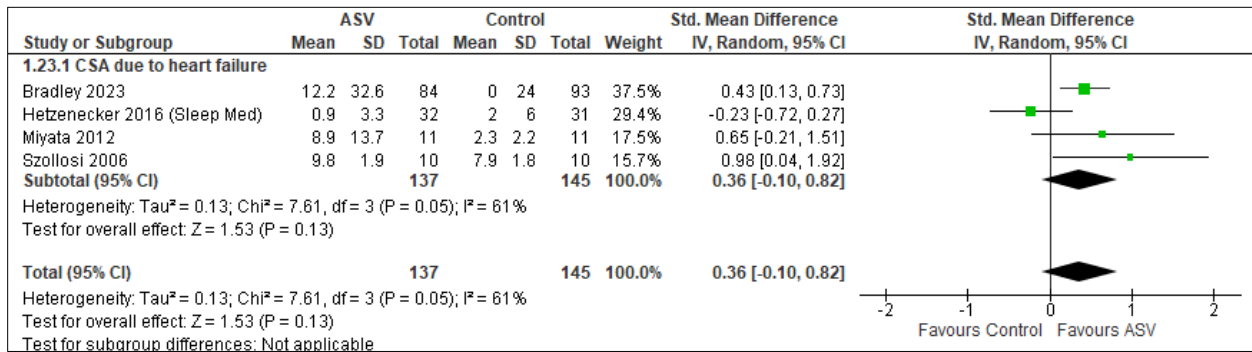 ASV Control Std. Mean Difference Std. Mean Difference
Study or Subgroup Mean SD Total Mean SD Total Weight IV, Random, 95% CI IV, Random, 95% CI
1.23.1 CSA due to heart failure
Bradley 2023 12.2 32.6 84 0 24 93 37.5% 0.43 [0.13, 0.73]
Hetzenecker 2016 (Sleep Med) 0.9 3.3 32 2 6 31 29.4% -0.23 [-0.72, 0.27]
Miyata 2012 8.9 13.7 11 2.3 2.2 11 17.5% 0.65 [-0.21, 1.51]
Szollosi 2006 9.8 1.9 10 7.9 1.8 10 15.7% 0.98 [0.04, 1.92]
Subtotal (95% CI) 137 145 100.0% 0.36 [-0.10, 0.82]
Heterogeneity: Tau² = 0.13; Chi² = 7.61, df = 3 (P = 0.05); I² = 61%
Test for overall effect: Z = 1.53 (P = 0.13)
Total (95% CI) 137 145 100.0% 0.36 [-0.10, 0.82]
Heterogeneity: Tau² = 0.13; Chi² = 7.61, df = 3 (P = 0.05); I² = 61%
Test for overall effect: Z = 1.53 (P = 0.13)
Test for subgroup differences: Not applicable
-2 -1 0 1 2
Favours Control Favours ASV